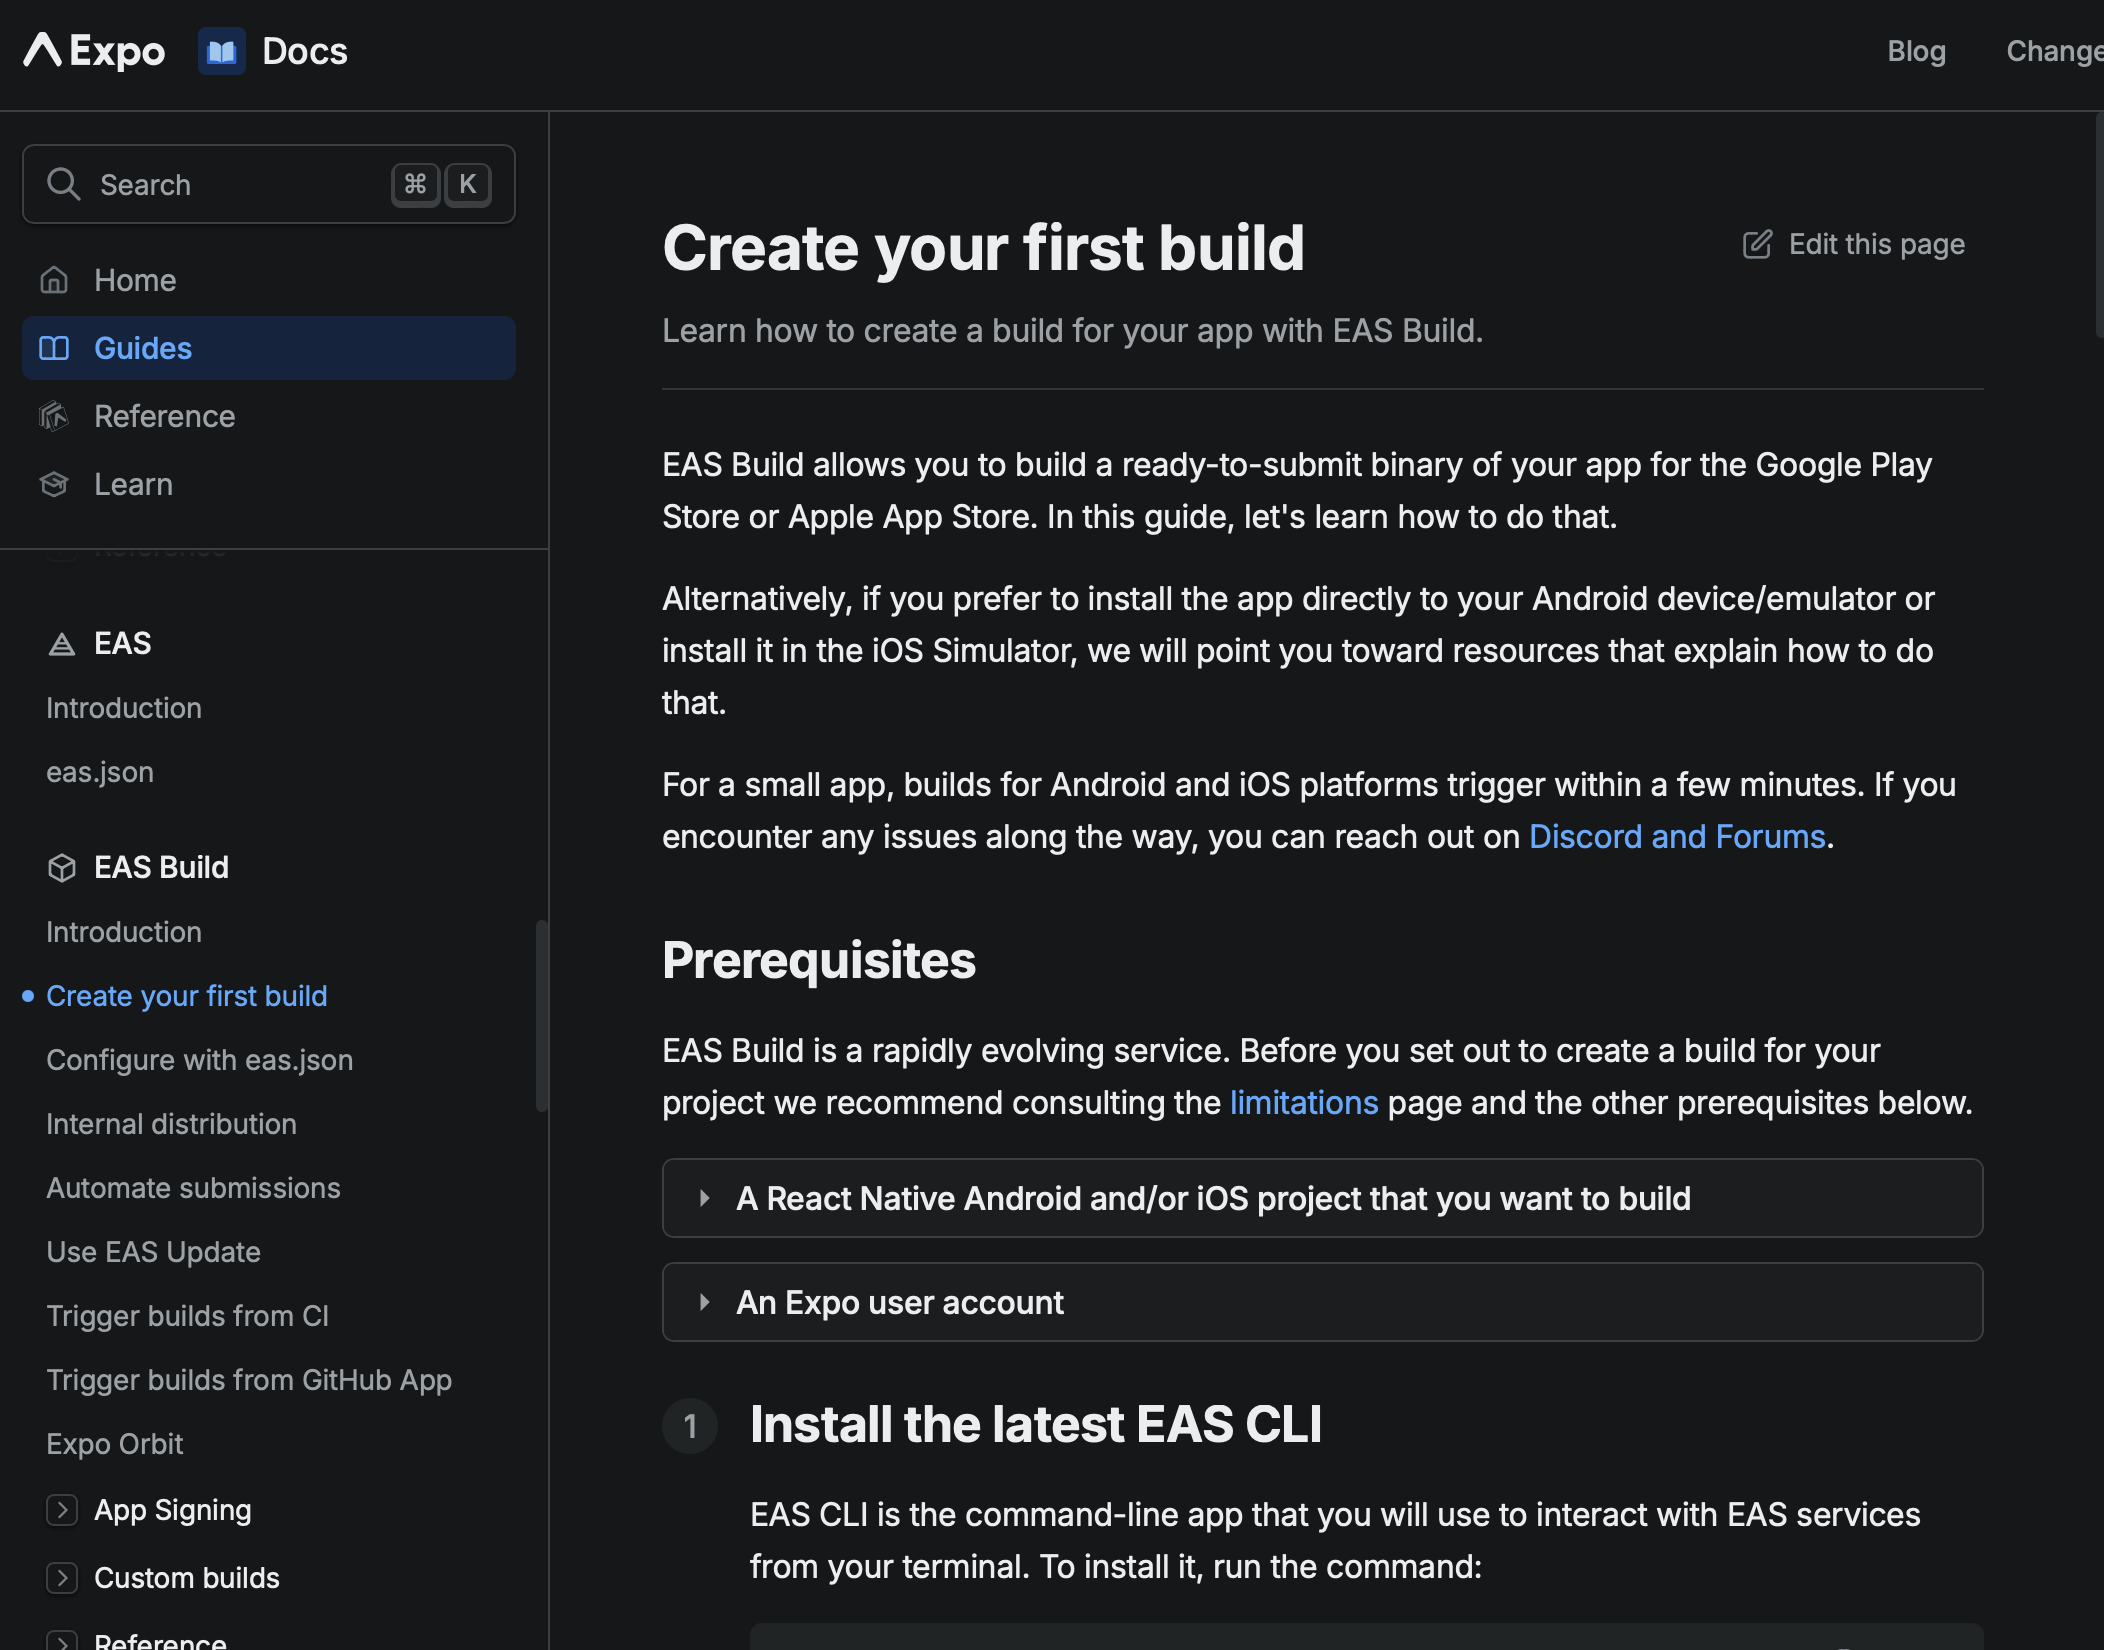 Expo Docs Blog Change
Search ⌘ K
Home
Guides
Reference
Learn
Reference
EAS
Introduction
eas.json
EAS Build
Introduction
Create your first build
Configure with eas.json
Internal distribution
Automate submissions
Use EAS Update
Trigger builds from CI
Trigger builds from GitHub App
Expo Orbit
App Signing
Custom builds
Reference
Create your first build
Edit this page
Learn how to create a build for your app with EAS Build.
EAS Build allows you to build a ready-to-submit binary of your app for the Google Play
Store or Apple App Store. In this guide, let's learn how to do that.
Alternatively, if you prefer to install the app directly to your Android device/emulator or
install it in the iOS Simulator, we will point you toward resources that explain how to do
that.
For a small app, builds for Android and iOS platforms trigger within a few minutes. If you
encounter any issues along the way, you can reach out on Discord and Forums.
Prerequisites
EAS Build is a rapidly evolving service. Before you set out to create a build for your
project we recommend consulting the limitations page and the other prerequisites below.
A React Native Android and/or iOS project that you want to build
An Expo user account
1 Install the latest EAS CLI
EAS CLI is the command-line app that you will use to interact with EAS services
from your terminal. To install it, run the command: